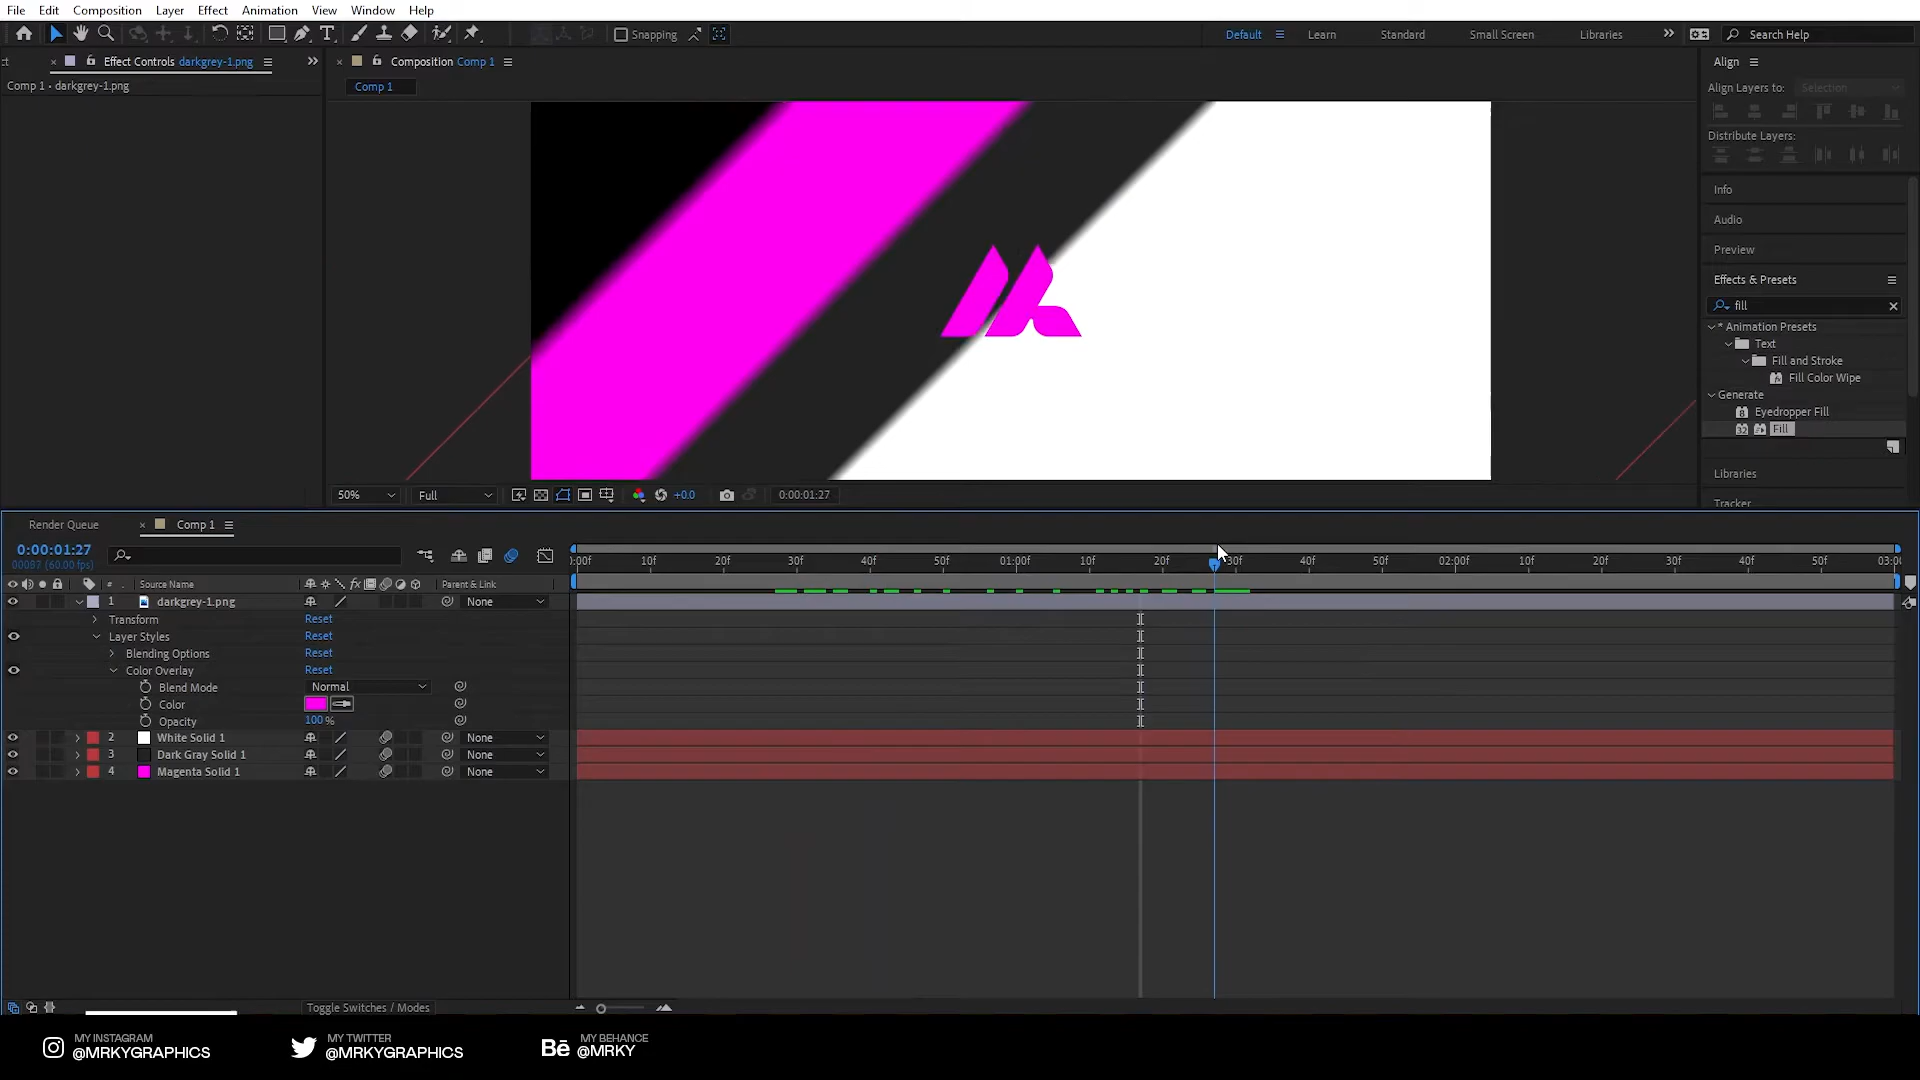 File Edit Composition Layer Effect Animation View Window Help
Snapping
Default Learn Standard Small Screen Libraries Search Help
Effect Controls darkgrey-1.png
Comp 1 • darkgrey-1.png
Composition Comp 1
Comp 1
50% Full +0.0 0:00:01:27
Align
Align Layers to: Selection
Distribute Layers:
Info
Audio
Preview
Effects & Presets
fill
* Animation Presets
Text
Fill and Stroke
Fill Color Wipe
Generate
Eyedropper Fill
Fill
Libraries
Tracker
Render Queue Comp 1
0:00:01:27
00087 (60.00 fps)
:00f 10f 20f 30f 40f 50f 01:00f 10f 20f 30f 40f 50f 02:00f 10f 20f 30f 40f 50f 03:00
# Source Name Parent & Link
1 darkgrey-1.png None
Transform Reset
Layer Styles Reset
Blending Options Reset
Color Overlay Reset
Blend Mode Normal
Color
Opacity 100 %
2 White Solid 1 None
3 Dark Gray Solid 1 None
4 Magenta Solid 1 None
Toggle Switches / Modes
MY INSTAGRAM
@MRKYGRAPHICS
MY TWITTER
@MRKYGRAPHICS
Bē
MY BEHANCE
@MRKY